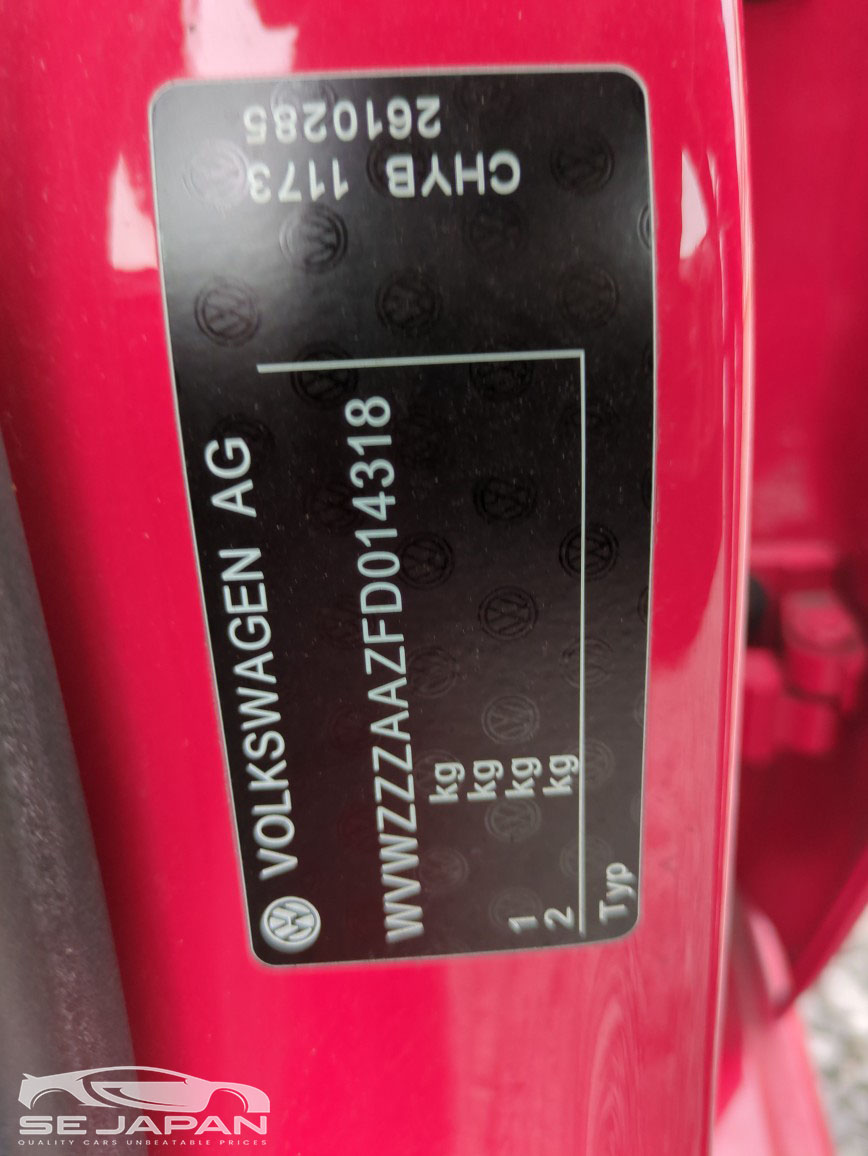 VOLKSWAGEN AG
WVWZZZAAZFD014318
kg
kg
1 kg
2 kg
Typ
CHYB 1173
2610285
SE JAPAN
QUALITY CARS UNBEATABLE PRICES